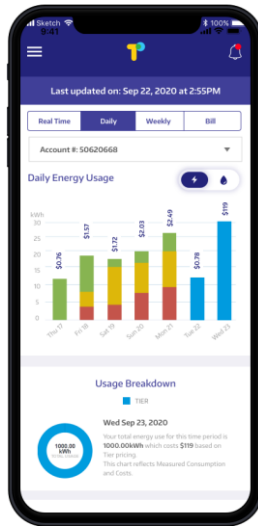 Sketch
100%
9:41
Last updated on: Sep 22, 2020 at 2:55PM
Real Time Daily Weekly Bill
Account #: 50620668
Daily Energy Usage
kWh
30
25
20
15
10
5
0
$0.76
$1.57
$1.72
$2.03
$2.49
$0.78
$119
Thu 17
Fri 18
Sat 19
Sun 20
Mon 21
Tue 22
Wed 23
Usage Breakdown
TIER
Wed Sep 23, 2020
Your total energy use for this time period is
1000.00kWh which costs $119 based on
Tier pricing.
This chart reflects Measured Consumption
and Costs.
1000.00
kWh